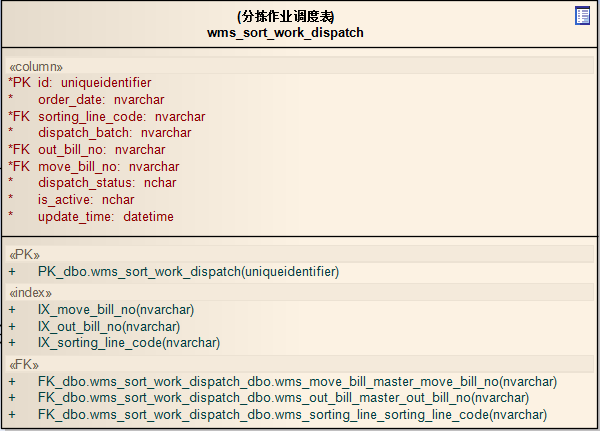 (分拣作业调度表)
wms_sort_work_dispatch
«column»
*PK id: uniqueidentifier
* order_date: nvarchar
*FK sorting_line_code: nvarchar
* dispatch_batch: nvarchar
*FK out_bill_no: nvarchar
*FK move_bill_no: nvarchar
* dispatch_status: nchar
* is_active: nchar
* update_time: datetime
«PK»
+ PK_dbo.wms_sort_work_dispatch(uniqueidentifier)
«index»
+ IX_move_bill_no(nvarchar)
+ IX_out_bill_no(nvarchar)
+ IX_sorting_line_code(nvarchar)
«FK»
+ FK_dbo.wms_sort_work_dispatch_dbo.wms_move_bill_master_move_bill_no(nvarchar)
+ FK_dbo.wms_sort_work_dispatch_dbo.wms_out_bill_master_out_bill_no(nvarchar)
+ FK_dbo.wms_sort_work_dispatch_dbo.wms_sorting_line_sorting_line_code(nvarchar)